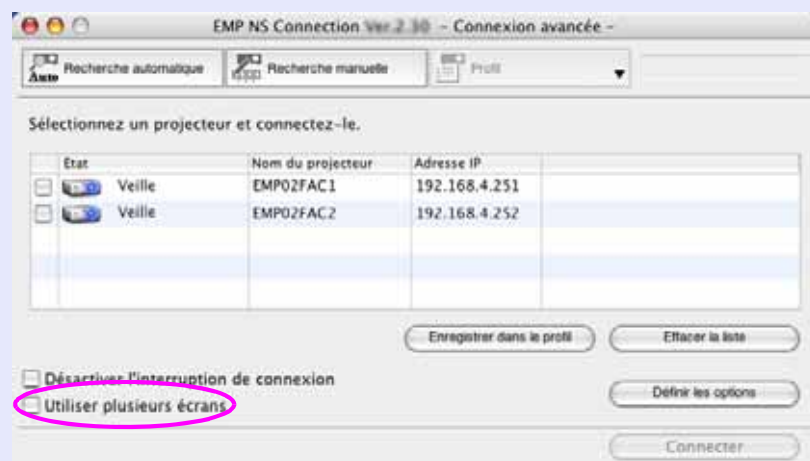 EMP NS Connection Ver.2.30 - Connexion avancée -
Auto Recherche automatique Recherche manuelle Profil
Sélectionnez un projecteur et connectez-le.
Etat Nom du projecteur Adresse IP
Veille EMP02FAC1 192.168.4.251
Veille EMP02FAC2 192.168.4.252
Enregistrer dans le profil Effacer la liste
Désactiver l'interruption de connexion
Utiliser plusieurs écrans Définir les options
Connecter